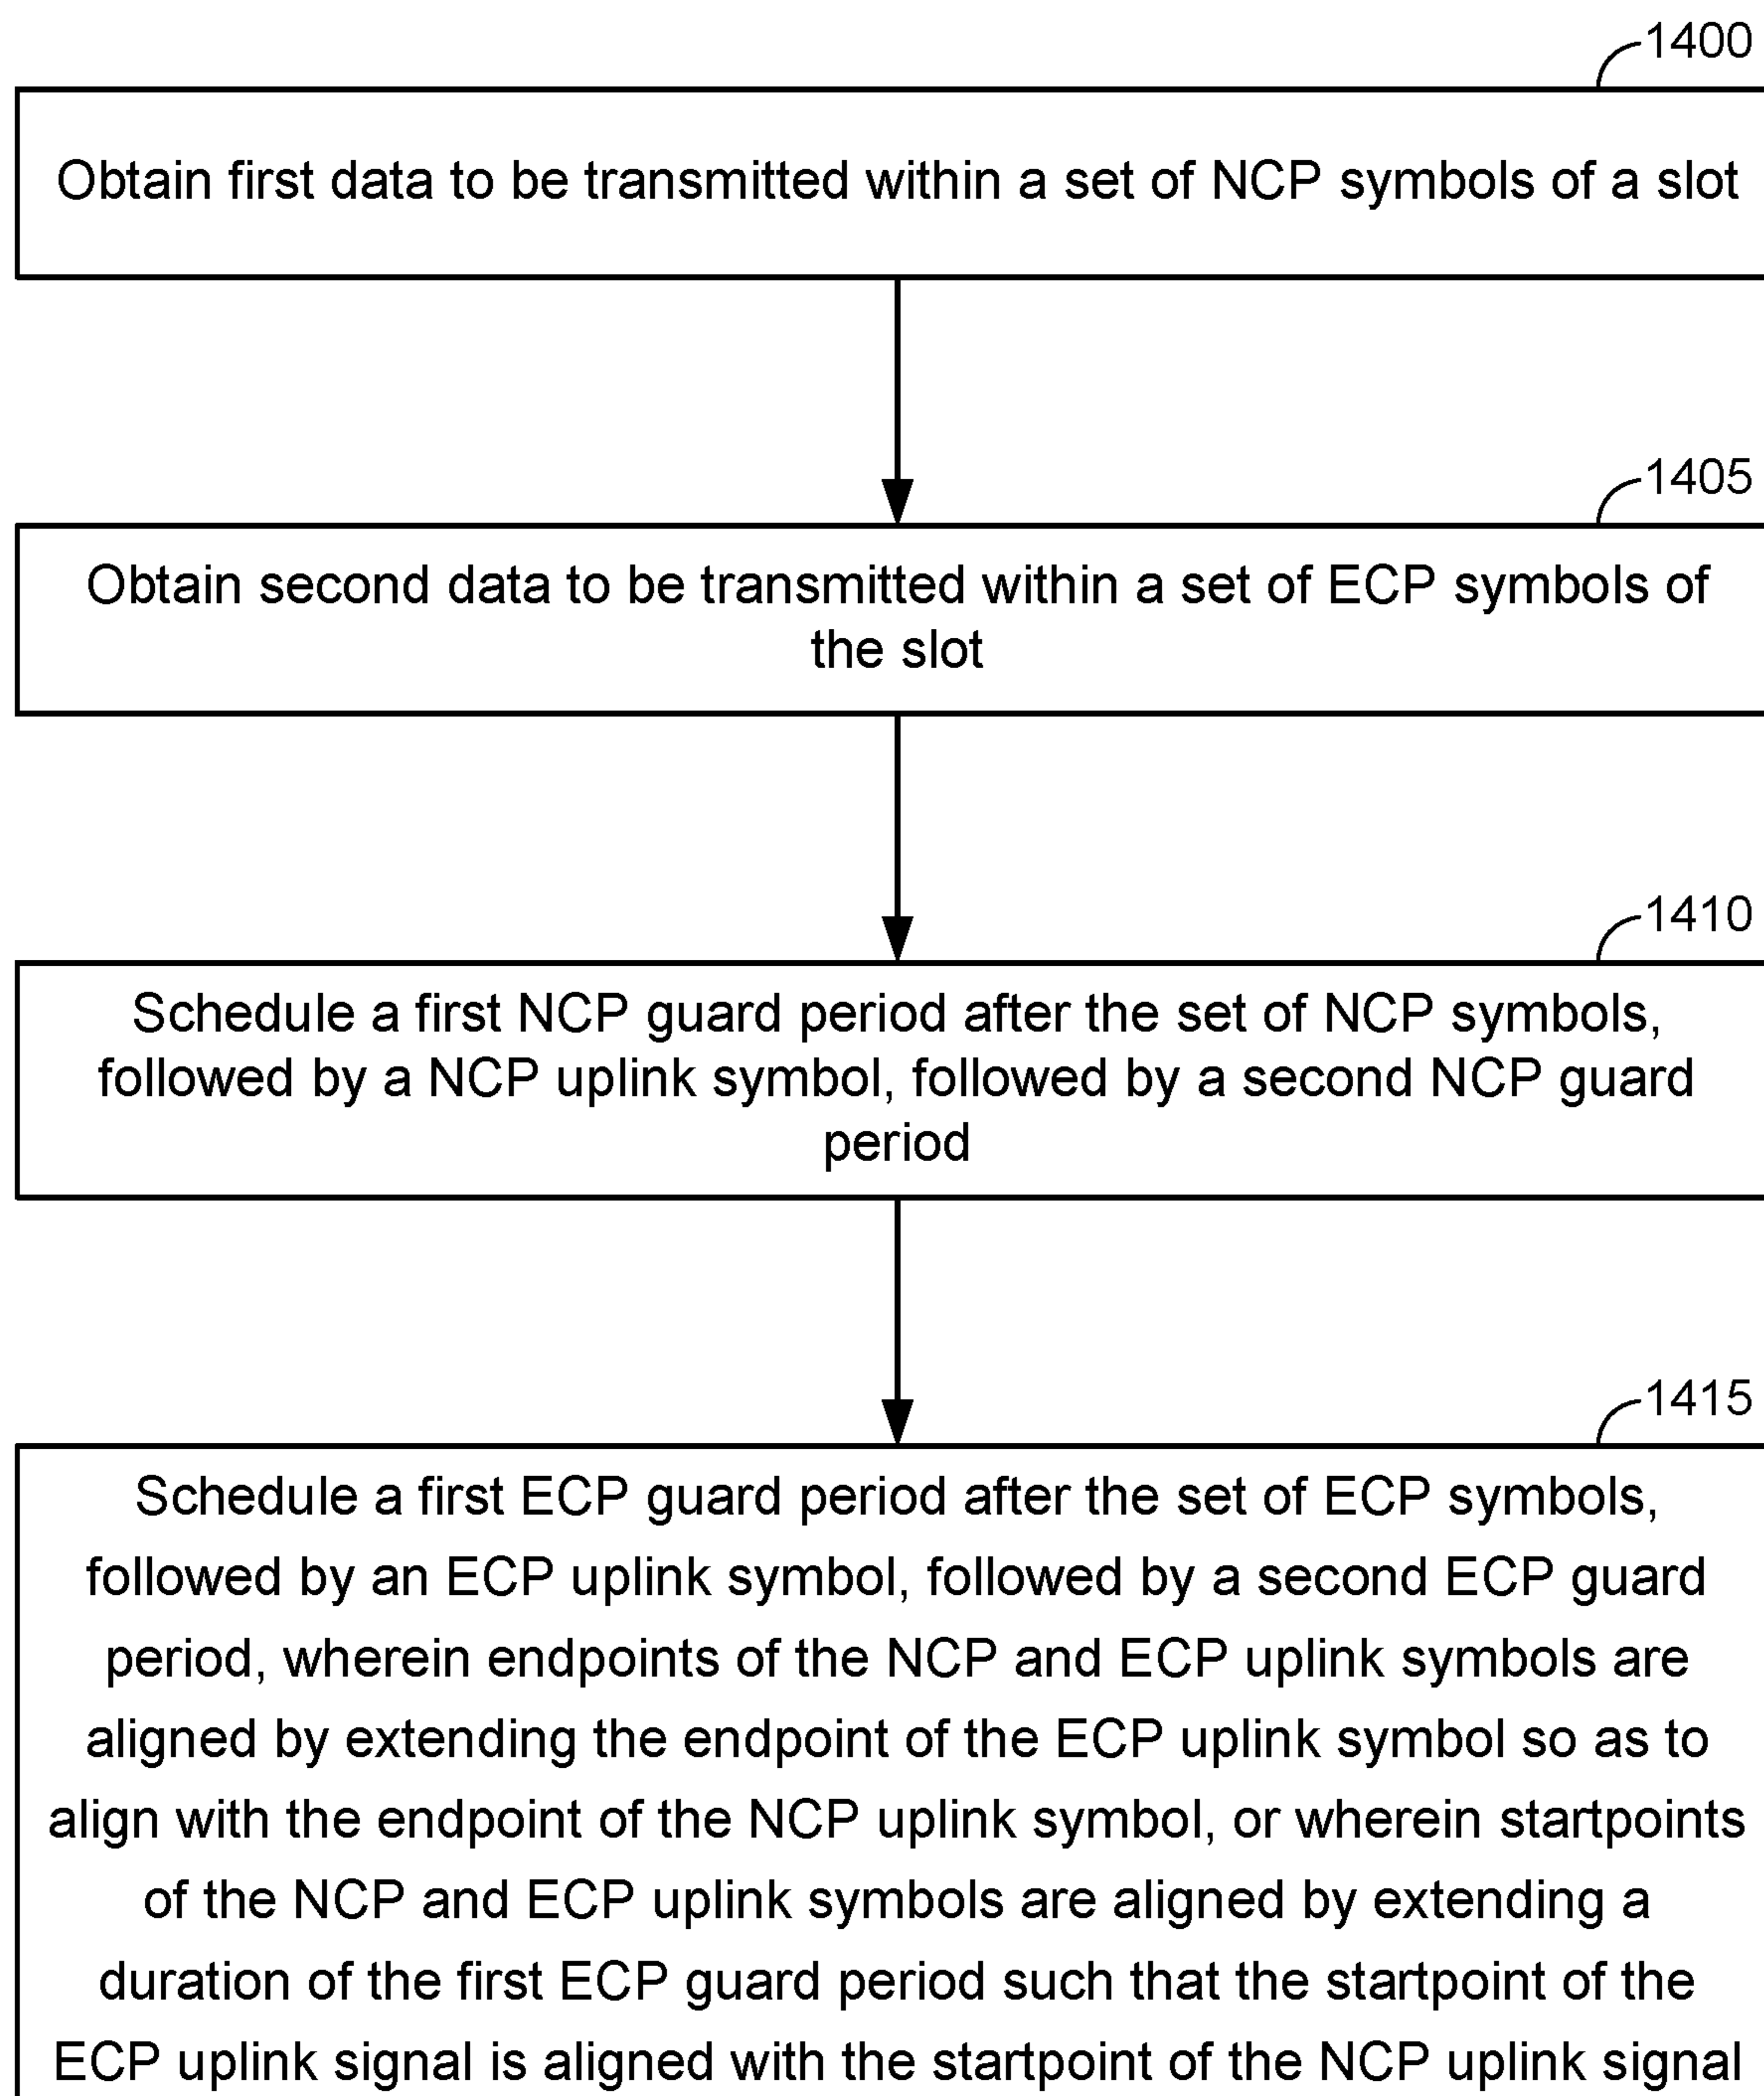 1400
Obtain first data to be transmitted within a set of NCP symbols of a slot
1405
Obtain second data to be transmitted within a set of ECP symbols of
the slot
1410
Schedule a first NCP guard period after the set of NCP symbols,
followed by a NCP uplink symbol, followed by a second NCP guard
period
1415
Schedule a first ECP guard period after the set of ECP symbols,
followed by an ECP uplink symbol, followed by a second ECP guard
period, wherein endpoints of the NCP and ECP uplink symbols are
aligned by extending the endpoint of the ECP uplink symbol so as to
align with the endpoint of the NCP uplink symbol, or wherein startpoints
of the NCP and ECP uplink symbols are aligned by extending a
duration of the first ECP guard period such that the startpoint of the
ECP uplink signal is aligned with the startpoint of the NCP uplink signal